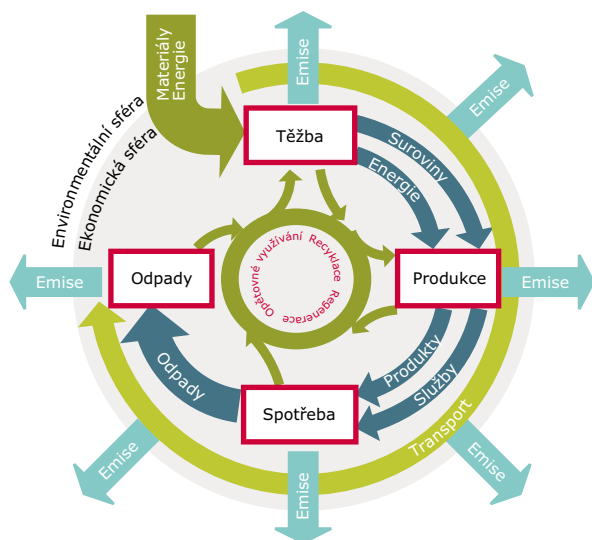 Materiály
Energie
Emise
Emise
Environmentální sféra
Ekonomická sféra
Těžba
Suroviny
Energie
Emise
Odpady
Opětovné využívání Recyklace Regenerace
Produkce
Emise
Odpady
Produkty
Služby
Spotřeba
Transport
Emise
Emise
Emise